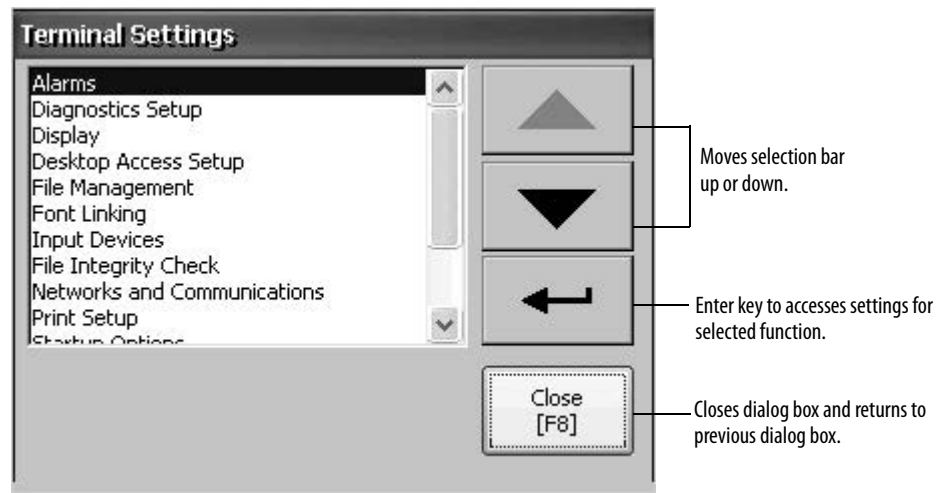 Terminal Settings
Alarms
Diagnostics Setup
Display
Desktop Access Setup
File Management
Font Linking
Input Devices
File Integrity Check
Networks and Communications
Print Setup
Startup Options
Moves selection bar
up or down.
Enter key to accesses settings for
selected function.
Close
[F8]
Closes dialog box and returns to
previous dialog box.